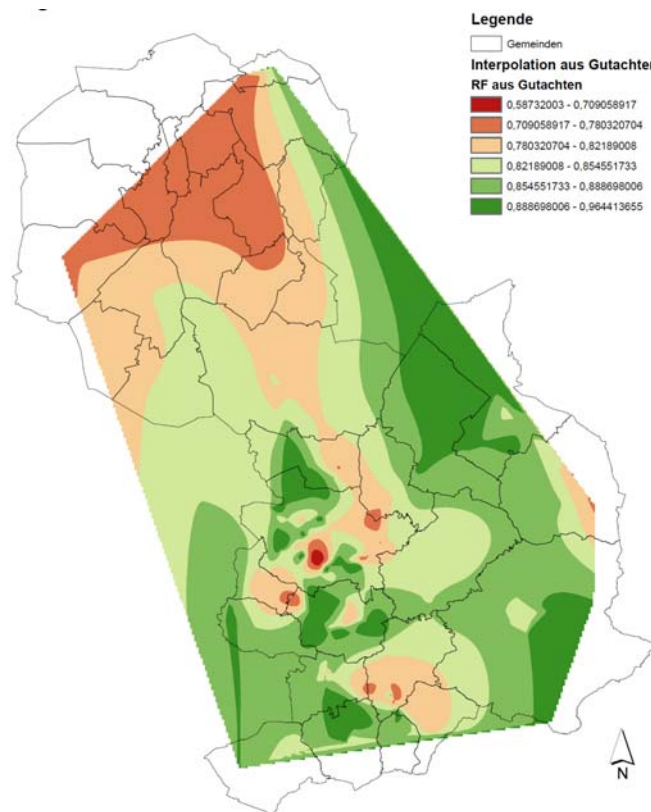 Legende
Gemeinden
Interpolation aus Gutachten
RF aus Gutachten
0,58732003 - 0,709058917
0,709058917 - 0,780320704
0,780320704 - 0,82189008
0,82189008 - 0,854551733
0,854551733 - 0,888698006
0,888698006 - 0,964413655
N